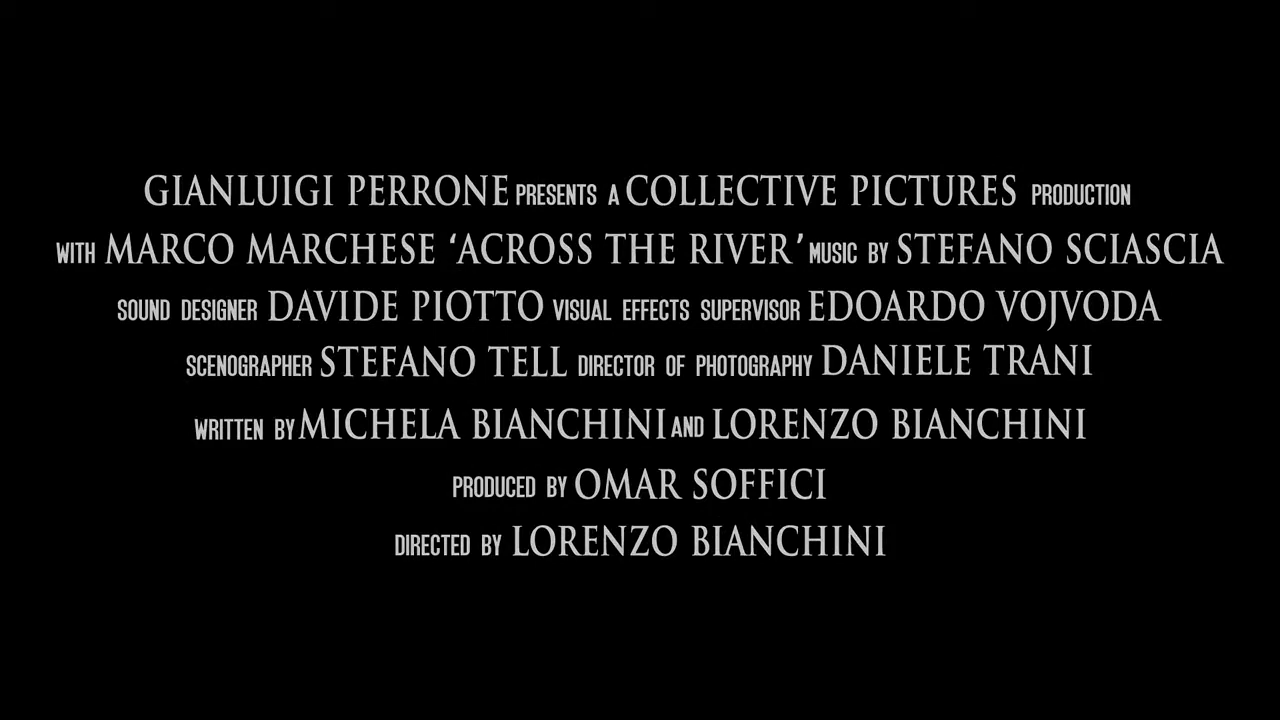 GIANLUIGI PERRONE PRESENTS A COLLECTIVE PICTURES PRODUCTION
WITH MARCO MARCHESE ‘ACROSS THE RIVER’ MUSIC BY STEFANO SCIASCIA
SOUND DESIGNER DAVIDE PIOTTO VISUAL EFFECTS SUPERVISOR EDOARDO VOJVODA
SCENOGRAPHER STEFANO TELL DIRECTOR OF PHOTOGRAPHY DANIELE TRANI
WRITTEN BY MICHELA BIANCHINI AND LORENZO BIANCHINI
PRODUCED BY OMAR SOFFICI
DIRECTED BY LORENZO BIANCHINI